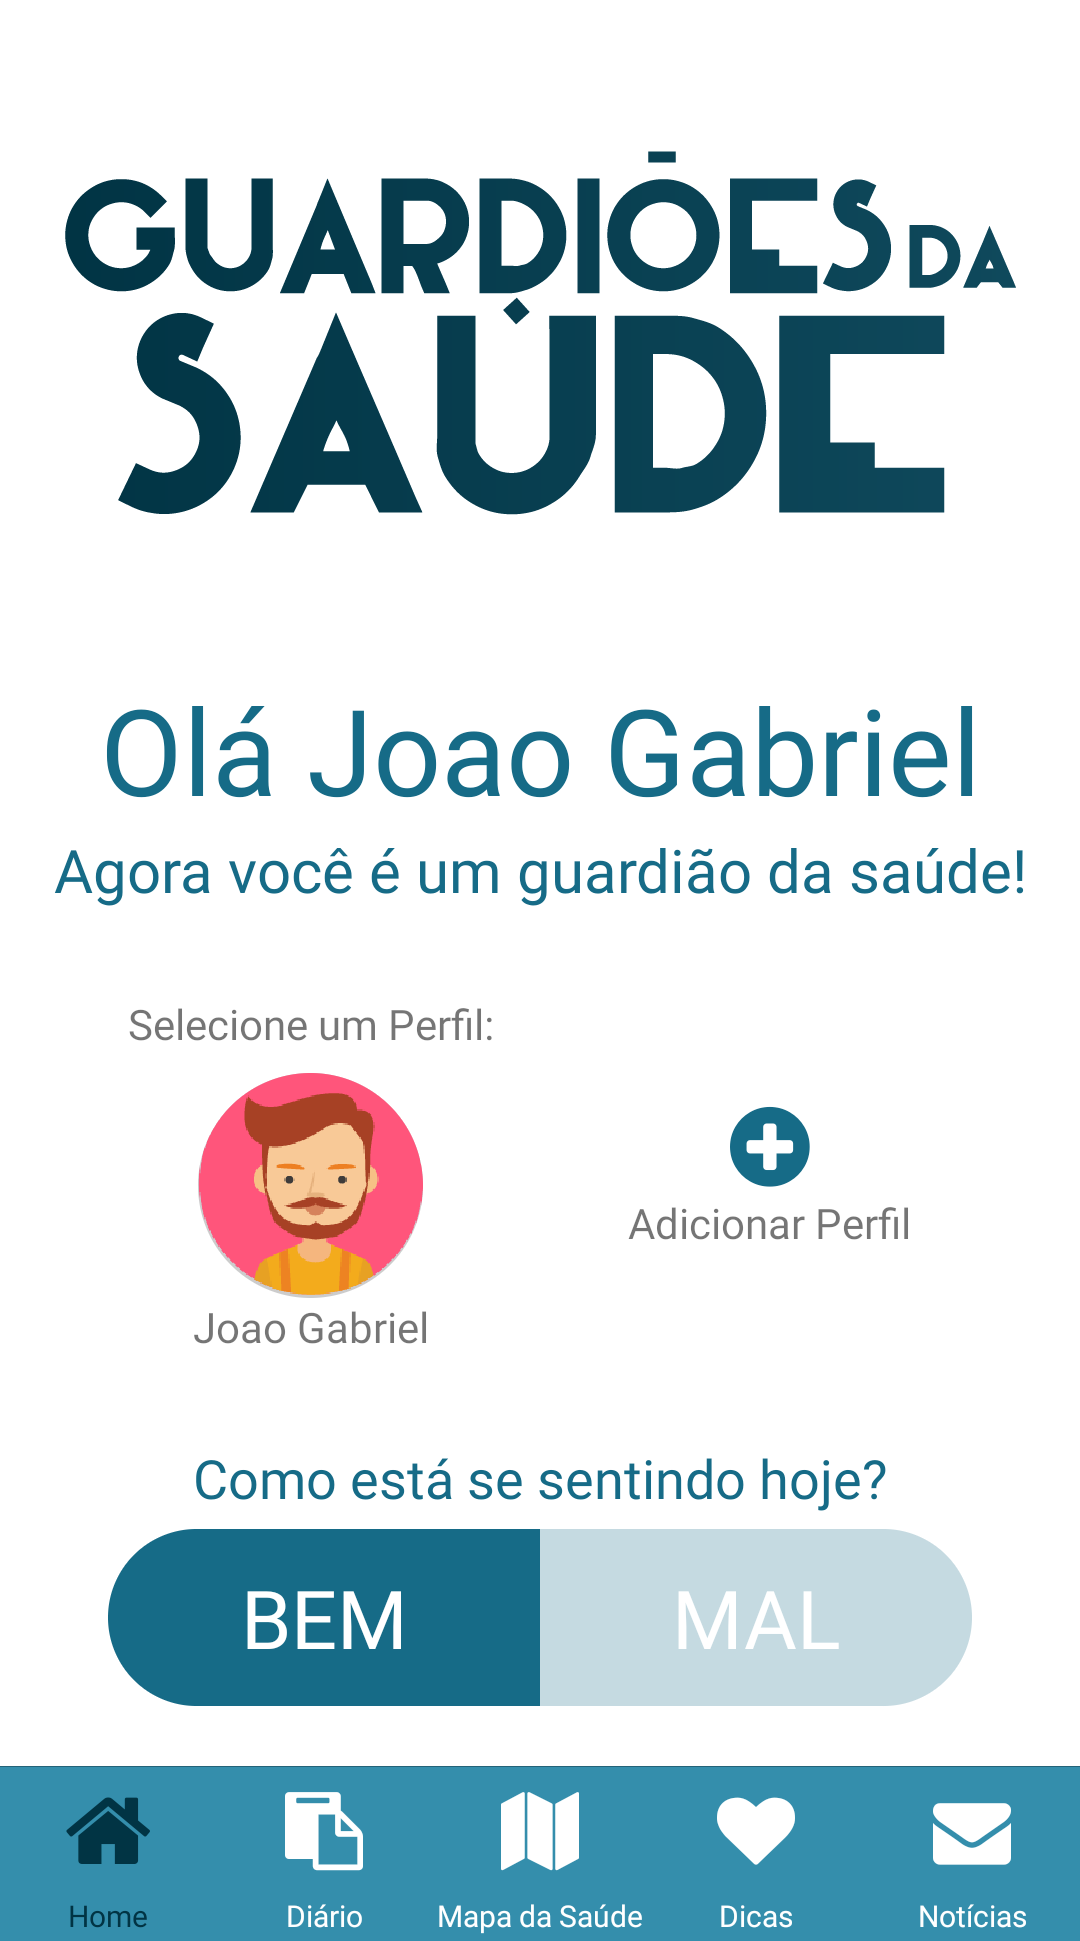 GUARDIÕES DA
SAÚDE
Olá Joao Gabriel
Agora você é um guardião da saúde!
Selecione um Perfil:
Adicionar Perfil
Joao Gabriel
Como está se sentindo hoje?
BEM MAL
Home Diário Mapa da Saúde Dicas Notícias